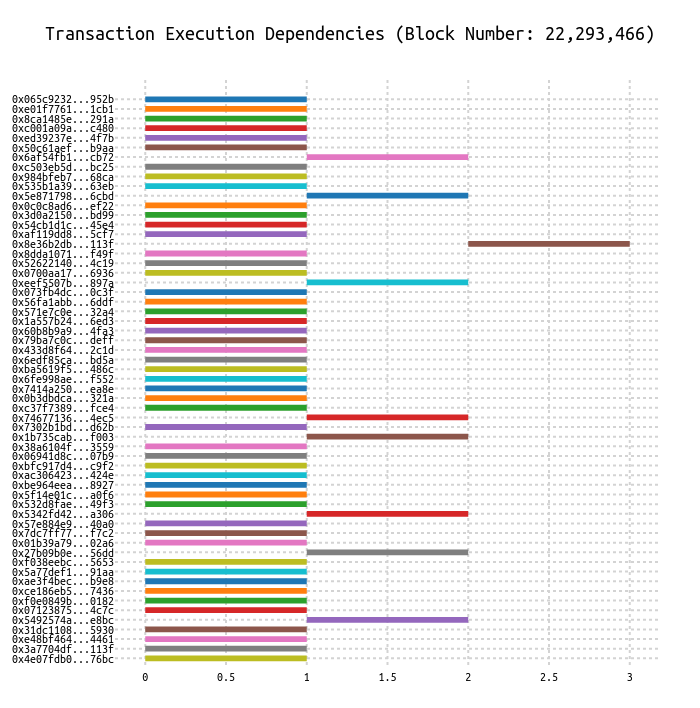 Transaction Execution Dependencies (Block Number: 22,293,466)
0x065c9232...952b
0xe01f7761...1cb1
0x8ca1485e...291a
0xc001a09a...c480
0xed39237e...4f7b
0x50c61aef...b9aa
0x6af54fb1...cb72
0xc503eb5d...bc25
0x984bfeb7...68ca
0x535b1a39...63eb
0x5e871798...6cbd
0x0c0c8ad6...ef22
0x3d0a2150...bd99
0x54cb1d1c...45e4
0xaf119dd8...5cf7
0x8e36b2db...113f
0x8dda1071...f49f
0x52622140...4c19
0x0700aa17...6936
0xeef5507b...897a
0x073fb4dc...0c3f
0x56fa1abb...6ddf
0x571e7c0e...32a4
0x1a557b24...6ed3
0x60b8b9a9...4fa3
0x79ba7c0c...deff
0x433d8f64...2c1d
0x6edf85ca...bd5a
0xba5619f5...486c
0x6fe998ae...f552
0x7414a250...ea8e
0x0b3dbdca...321a
0xc37f7389...fce4
0x74677136...4ec5
0x7302b1bd...d62b
0x1b735cab...f003
0x38a6104f...3559
0x06941d8c...07b9
0xbfc917d4...c9f2
0xac306423...424e
0xbe964eea...8927
0x5f14e01c...a0f6
0x532d8fae...49f3
0x5342fd42...a306
0x57e884e9...40a0
0x7dc7ff77...f7c2
0x01b39a79...02a6
0x27b09b0e...56dd
0xf038eebc...5653
0x5a77def1...91aa
0xae3f4bec...b9e8
0xce186eb5...7436
0xf0e0849b...0182
0x07123875...4c7c
0x5492574a...e8bc
0x31dc1108...5930
0xe48bf464...4461
0x3a7704df...113f
0x4e07fdb0...76bc
0 0.5 1 1.5 2 2.5 3